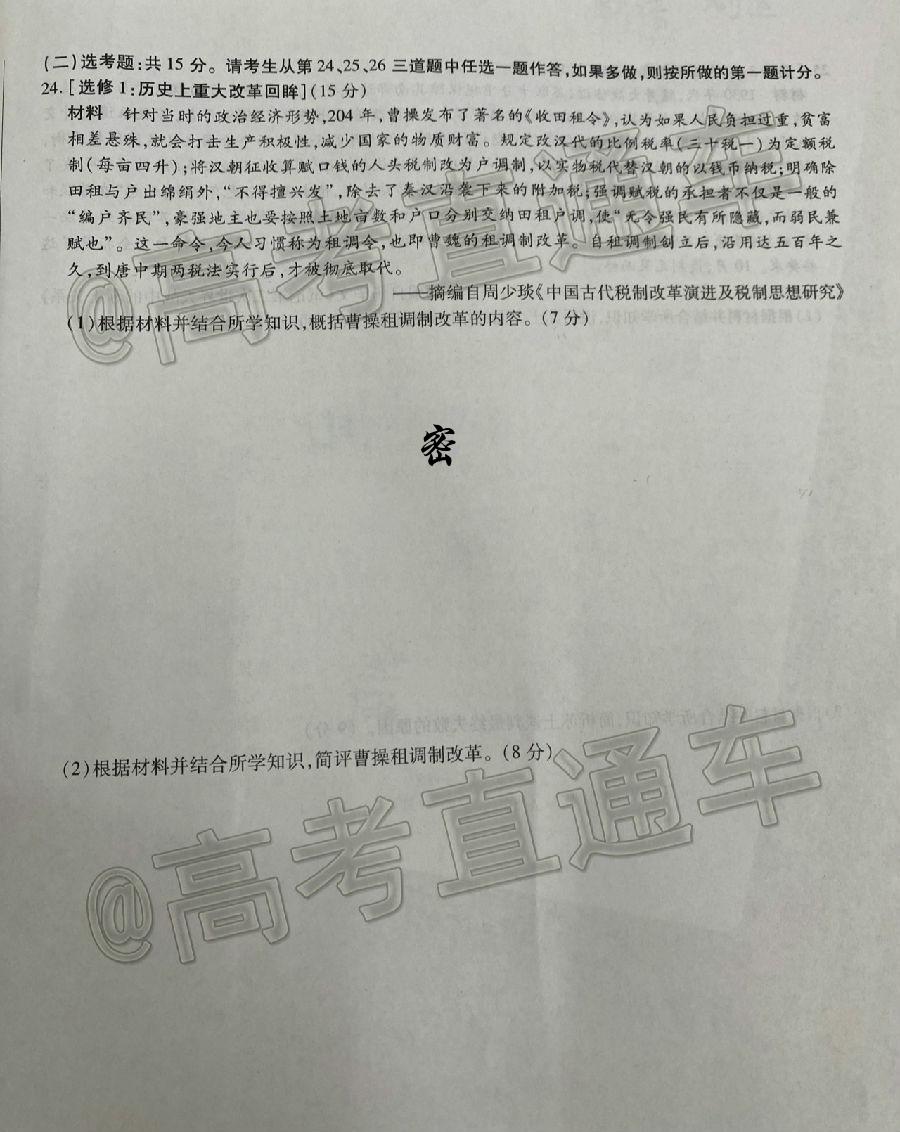 (二)选考题:共15分。请考生从第24、25、26三道题中任选一题作答,如果多做,则按所做的第一题计分。
24.[选修1:历史上重大改革回眸](15分)
材料 针对当时的政治经济形势,204年,曹操发布了著名的《收田租令》,认为如果人民负担过重,贫富
相差悬殊,就会打击生产积极性,减少国家的物质财富。规定改汉代的比例税率(三十税一)为定额税
制(每亩四升);将汉朝征收算赋口钱的人头税制改为户调制,以实物税代替汉朝的以钱币纳税;明确除
田租与户出绵绢外,“不得擅兴发”,除去了秦汉沿袭下来的附加税;强调赋税的承担者不仅是一般的
“编户齐民”,豪强地主也要按照土地亩数和户口分别交纳田租户调,使“无令强民有所隐藏,而弱民兼
赋也”。这一命令,今人习惯称为租调令,也即曹魏的租调制改革。自租调制创立后,沿用达五百年之
久,到唐中期两税法实行后,才被彻底取代。
——摘编自周少琰《中国古代税制改革演进及税制思想研究》
(1)根据材料并结合所学知识,概括曹操租调制改革的内容。(7分)
@高考直通车
密
(2)根据材料并结合所学知识,简评曹操租调制改革。(8分)
@高考直通车